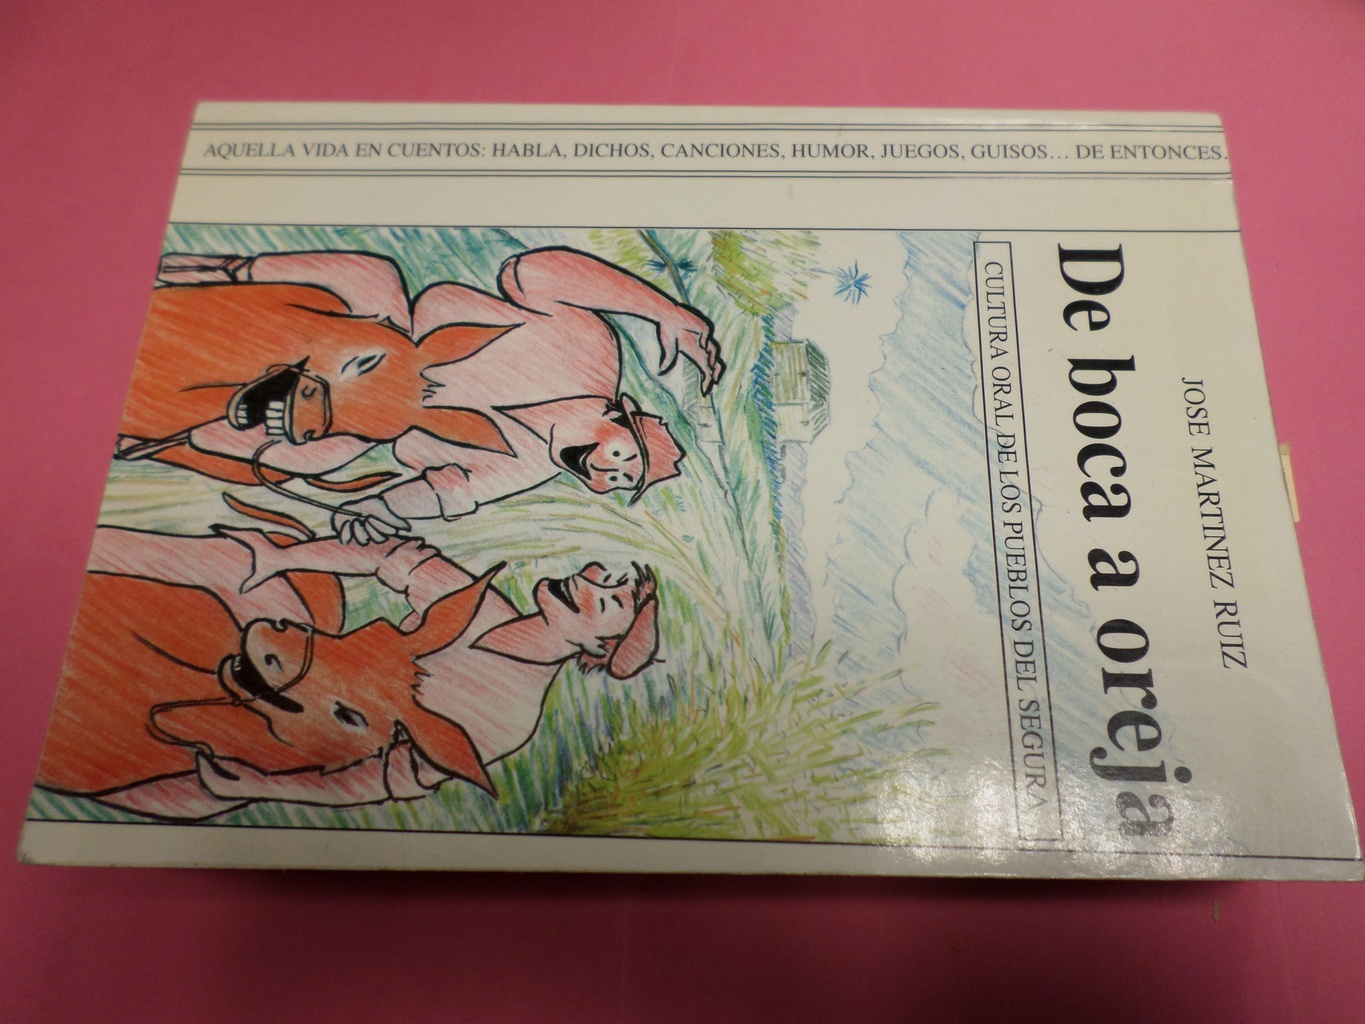 JOSE MARTINEZ RUIZ
De boca a oreja
CULTURA ORAL DE LOS PUEBLOS DEL SEGURA
AQUELLA VIDA EN CUENTOS: HABLA, DICHOS, CANCIONES, HUMOR, JUEGOS, GUISOS... DE ENTONCES.